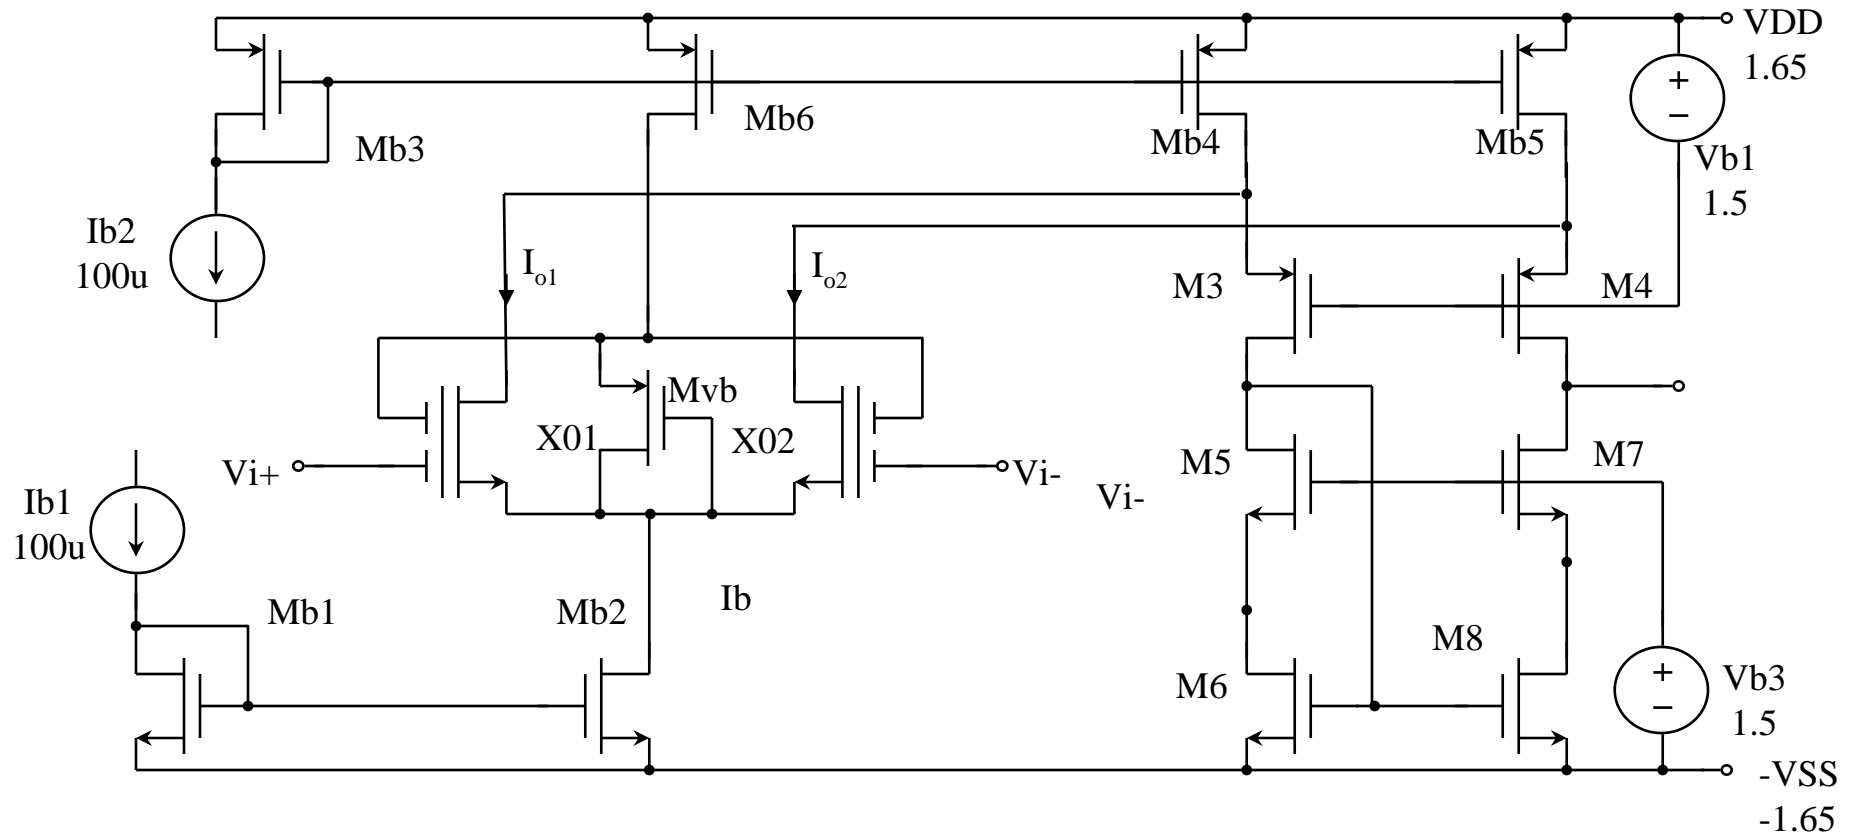 VDD
1.65
Mb6
Mb4
Mb5
Mb3
Vb1
1.5
Ib2
100u
Io1
Io2
M3
M4
Mvb
X01
X02
Vi+
Vi-
Vi-
M5
M7
Ib1
100u
Mb1
Mb2
Ib
M8
M6
Vb3
1.5
-VSS
-1.65